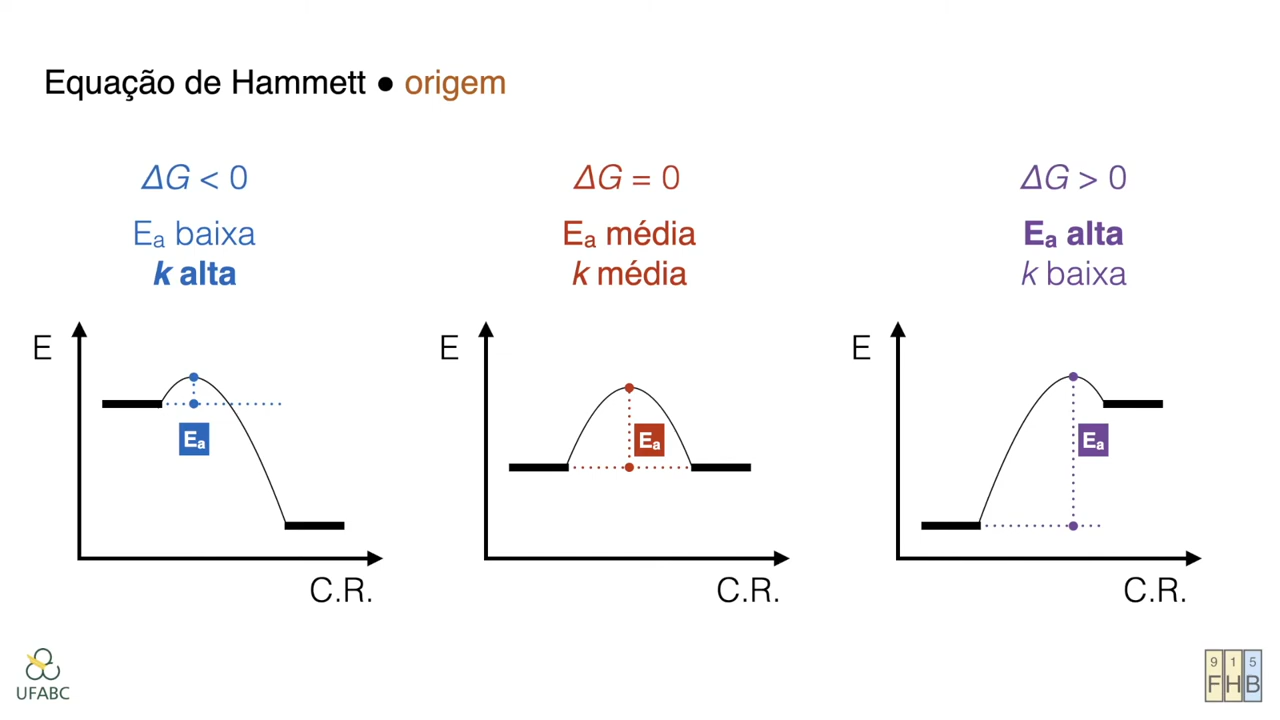 Equação de Hammett • origem
ΔG < 0
Eₐ baixa
k alta
ΔG = 0
Eₐ média
k média
ΔG > 0
Eₐ alta
k baixa
E
Eₐ
C.R.
E
Eₐ
C.R.
E
Eₐ
C.R.
UFABC
9 1 5
F H B